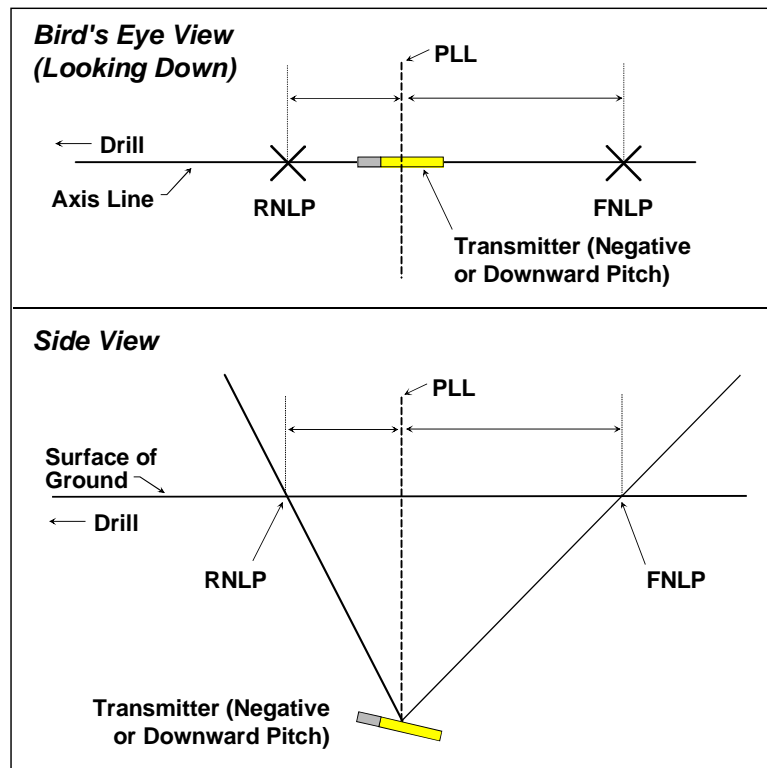 Bird's Eye View
(Looking Down)
PLL
Drill
Axis Line
RNLP
FNLP
Transmitter (Negative
or Downward Pitch)
Side View
PLL
Surface of
Ground
Drill
RNLP
FNLP
Transmitter (Negative
or Downward Pitch)